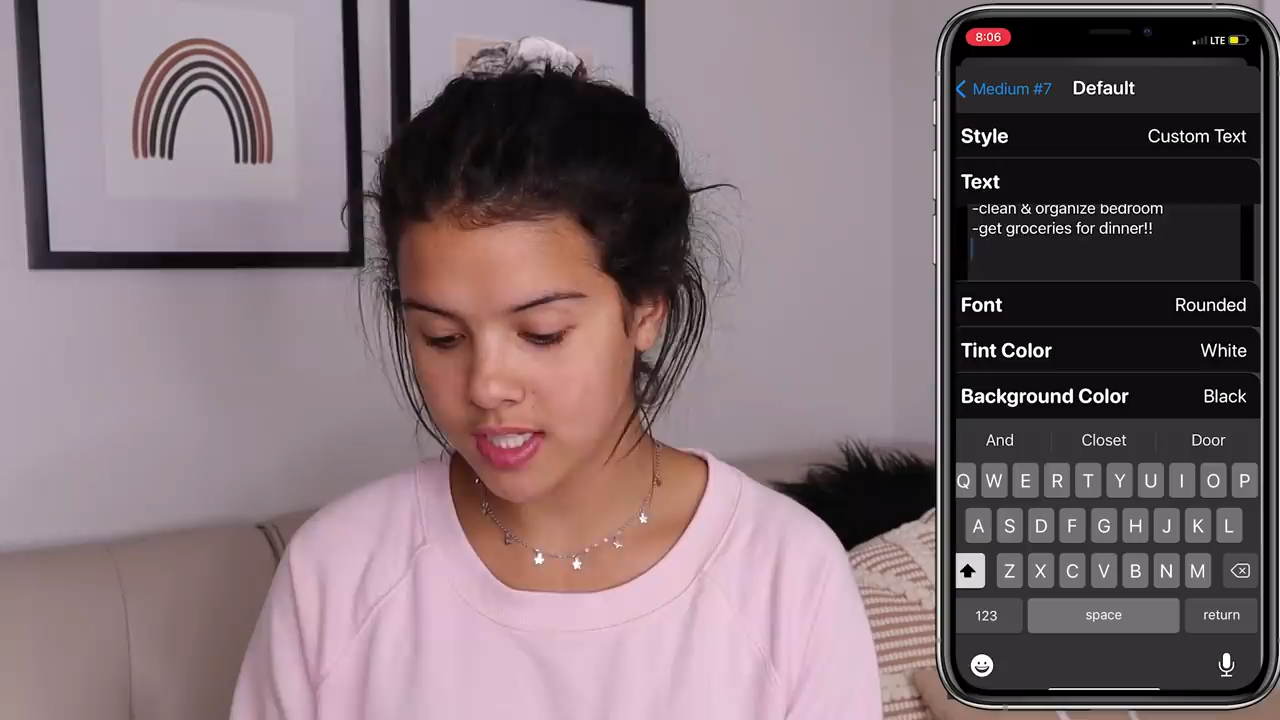 8:06
LTE
Medium #7 Default
Style Custom Text
Text
-clean & organize bedroom
-get groceries for dinner!!
Font Rounded
Tint Color White
Background Color Black
And Closet Door
Q W E R T Y U I O P
A S D F G H J K L
Z X C V B N M
123 space return